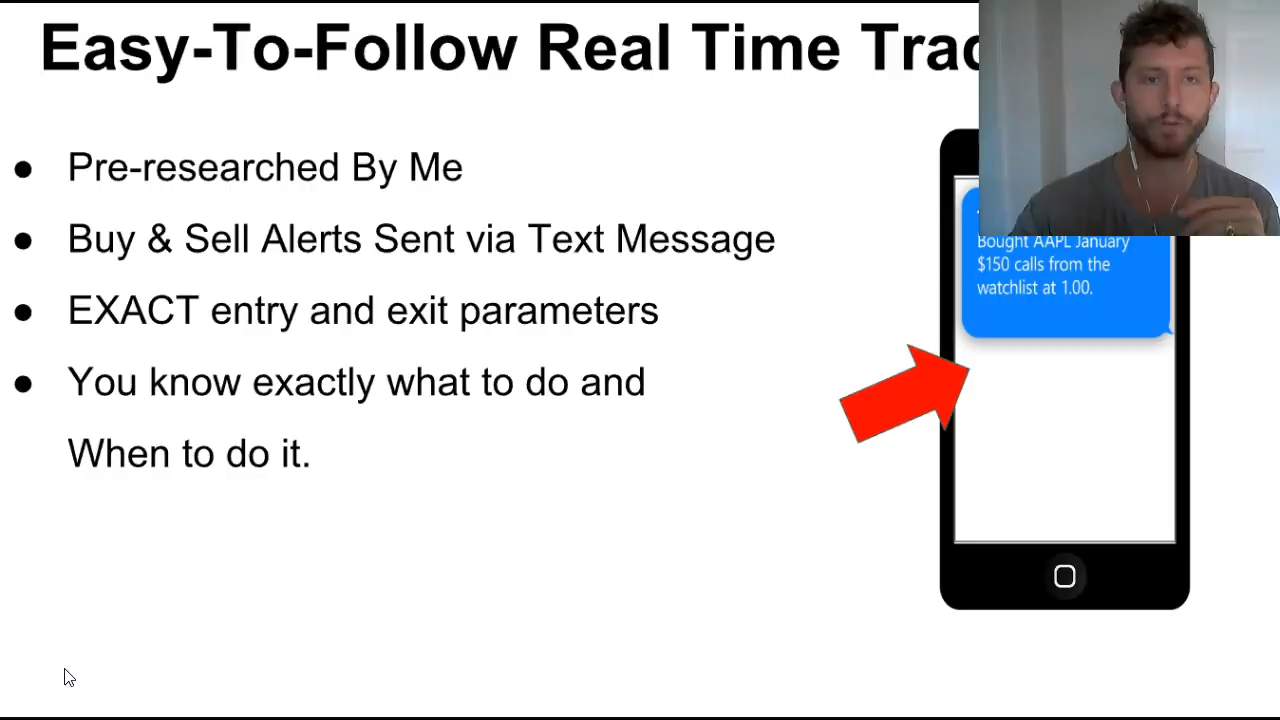 Easy-To-Follow Real Time
Pre-researched By Me
Buy & Sell Alerts Sent via Text Message
EXACT entry and exit parameters
You know exactly what to do and
When to do it.
Bought AAPL January
$150 calls from the
watchlist at 1.00.